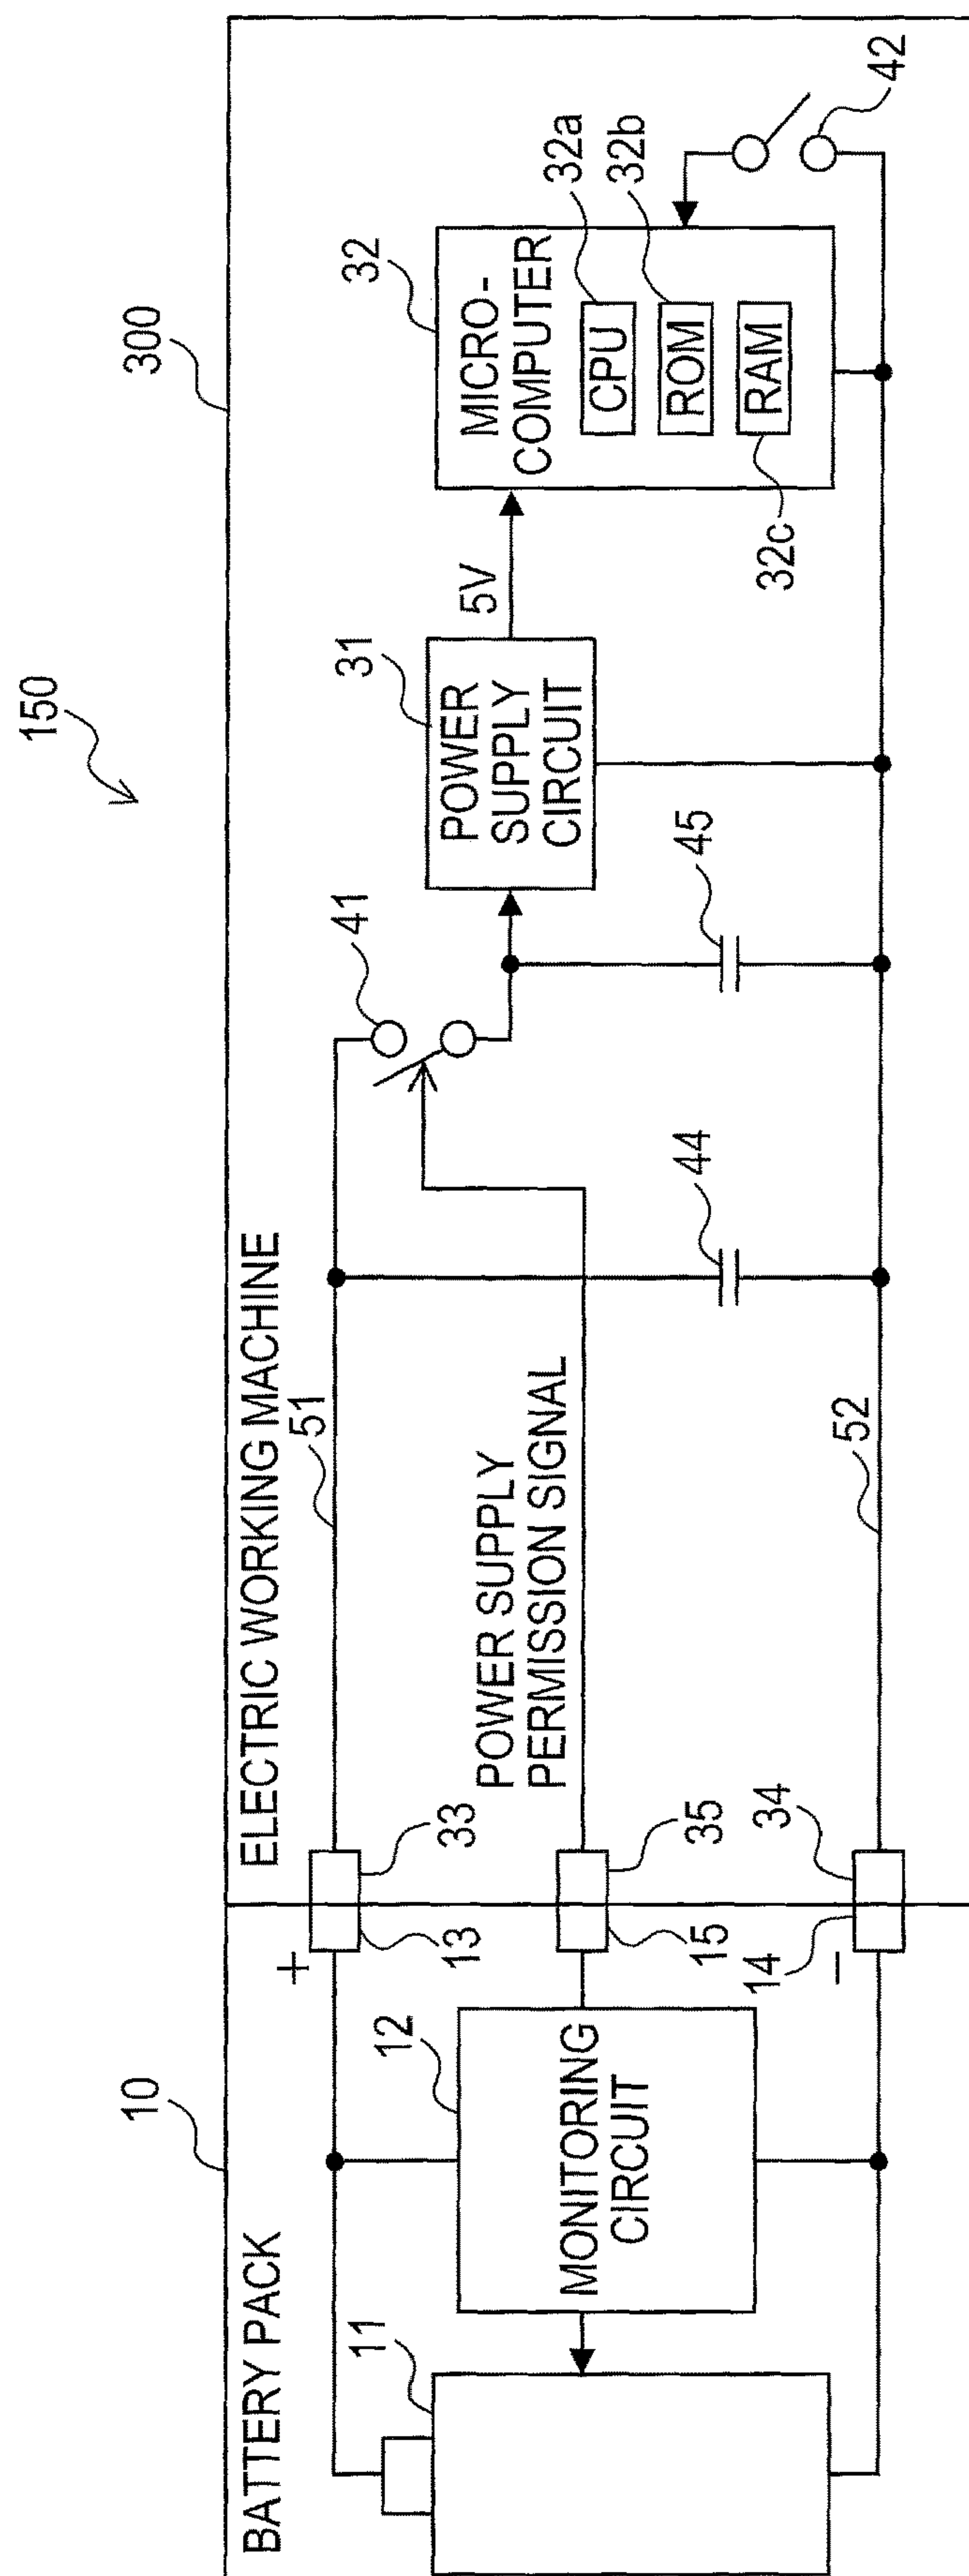 150
10
300
BATTERY PACK
ELECTRIC WORKING MACHINE
11
12
MONITORING
CIRCUIT
+
13
33
15
35
14
34
−
51
POWER SUPPLY
PERMISSION SIGNAL
52
44
41
45
31
POWER
SUPPLY
CIRCUIT
5V
32
MICRO-
COMPUTER
CPU
ROM
RAM
32a
32b
32c
42